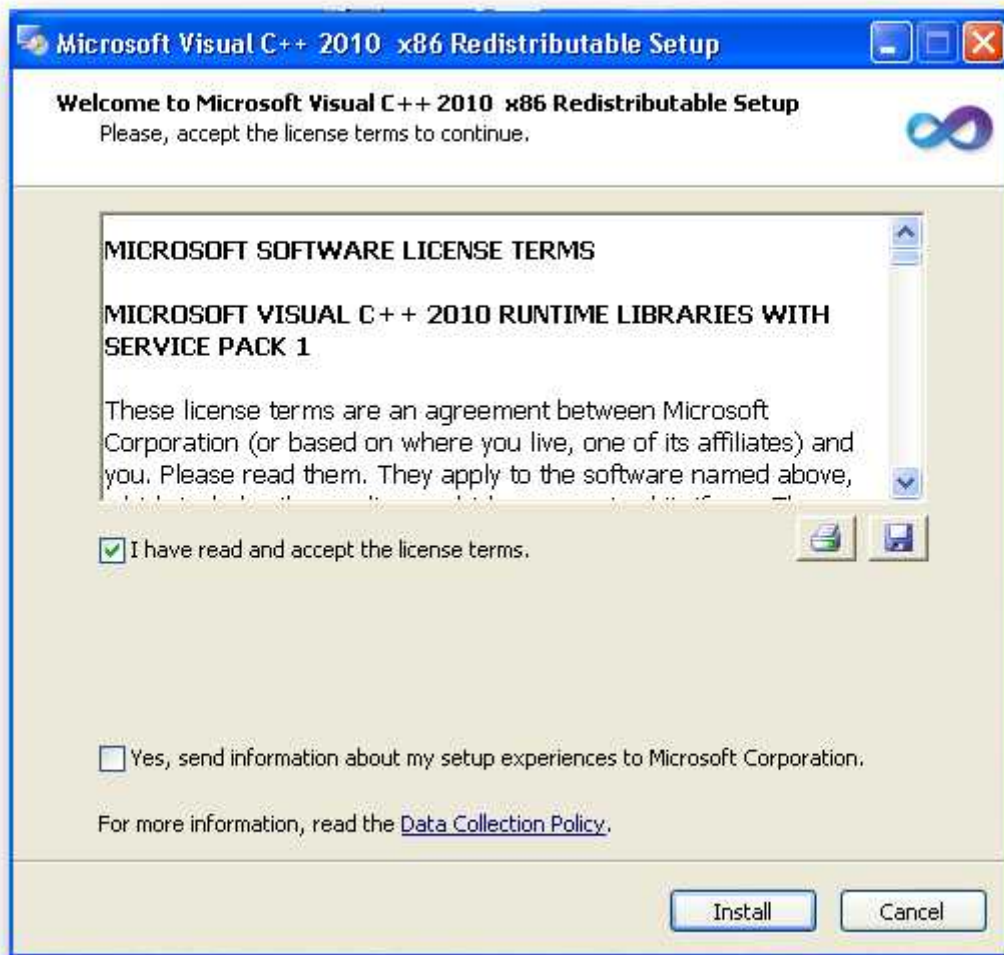 Microsoft Visual C++ 2010 x86 Redistributable Setup
Welcome to Microsoft Visual C++ 2010 x86 Redistributable Setup
Please, accept the license terms to continue.
MICROSOFT SOFTWARE LICENSE TERMS
MICROSOFT VISUAL C++ 2010 RUNTIME LIBRARIES WITH
SERVICE PACK 1
These license terms are an agreement between Microsoft
Corporation (or based on where you live, one of its affiliates) and
you. Please read them. They apply to the software named above,
I have read and accept the license terms.
Yes, send information about my setup experiences to Microsoft Corporation.
For more information, read the Data Collection Policy.
Install
Cancel